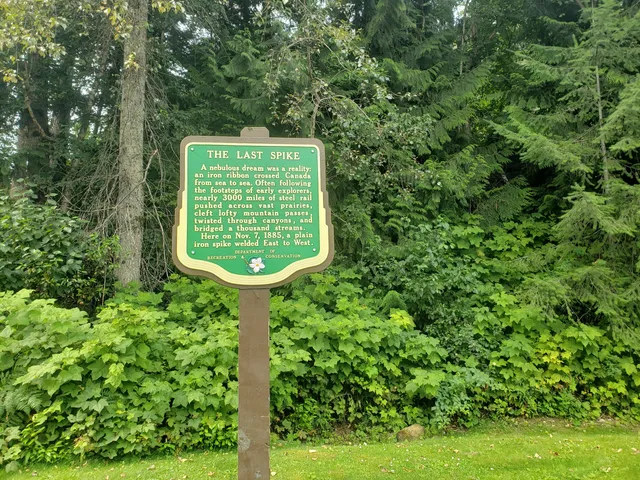 THE LAST SPIKE
A nebulous dream was a reality:
an iron ribbon crossed Canada
from sea to sea. Often following
the footsteps of early explorers,
nearly 3000 miles of steel rail
pushed across vast prairies,
cleft lofty mountain passes,
twisted through canyons, and
bridged a thousand streams.
Here on Nov. 7, 1885, a plain
iron spike welded East to West.
DEPARTMENT OF
RECREATION & CONSERVATION